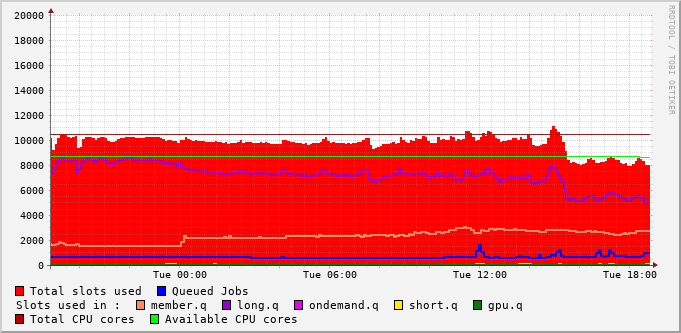 20000
18000
16000
14000
12000
10000
8000
6000
4000
2000
0
Tue 00:00 Tue 06:00 Tue 12:00 Tue 18:00
RRDTOOL / TOBI OETIKER
Total slots used Queued Jobs
Slots used in : member.q long.q ondemand.q short.q gpu.q
Total CPU cores Available CPU cores